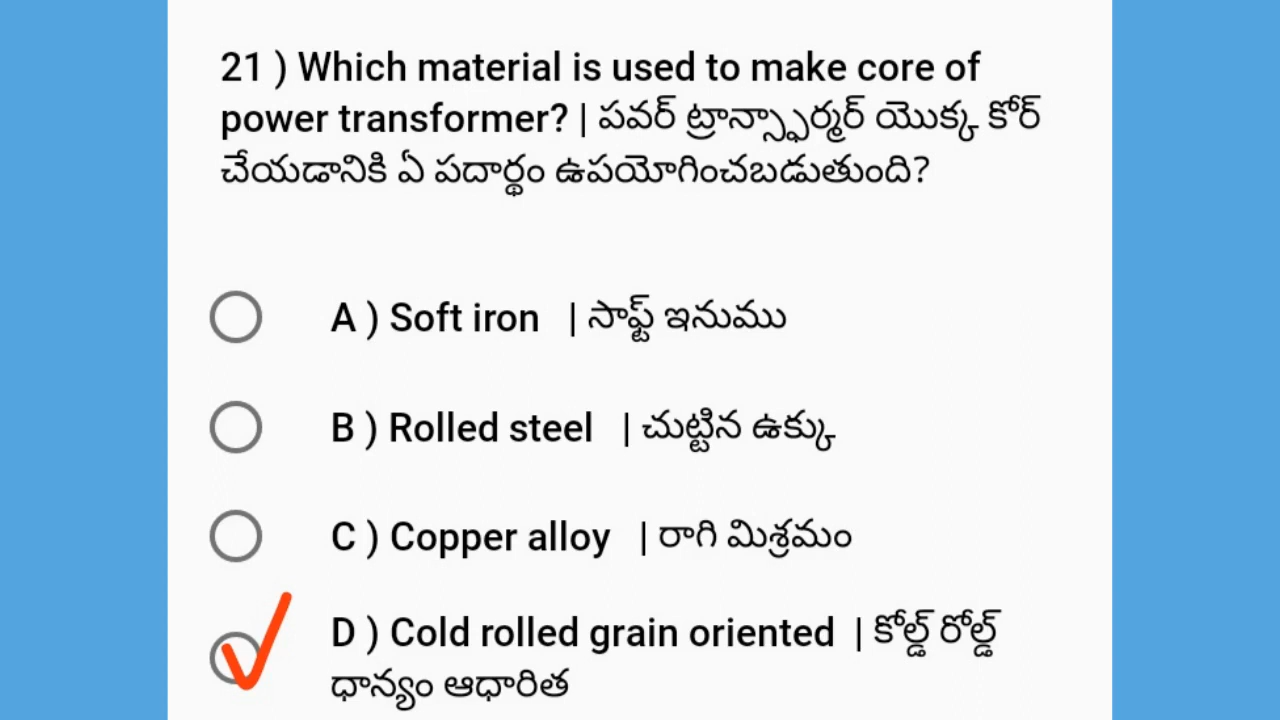 21 ) Which material is used to make core of
power transformer? | పవర్ ట్రాన్స్ఫార్మర్ యొక్క కోర్
చేయడానికి ఏ పదార్థం ఉపయోగించబడుతుంది?
A ) Soft iron | సాఫ్ట్ ఇనుము
B ) Rolled steel | చుట్టిన ఉక్కు
C ) Copper alloy | రాగి మిశ్రమం
D ) Cold rolled grain oriented | కోల్డ్ రోల్డ్
ధాన్యం ఆధారిత